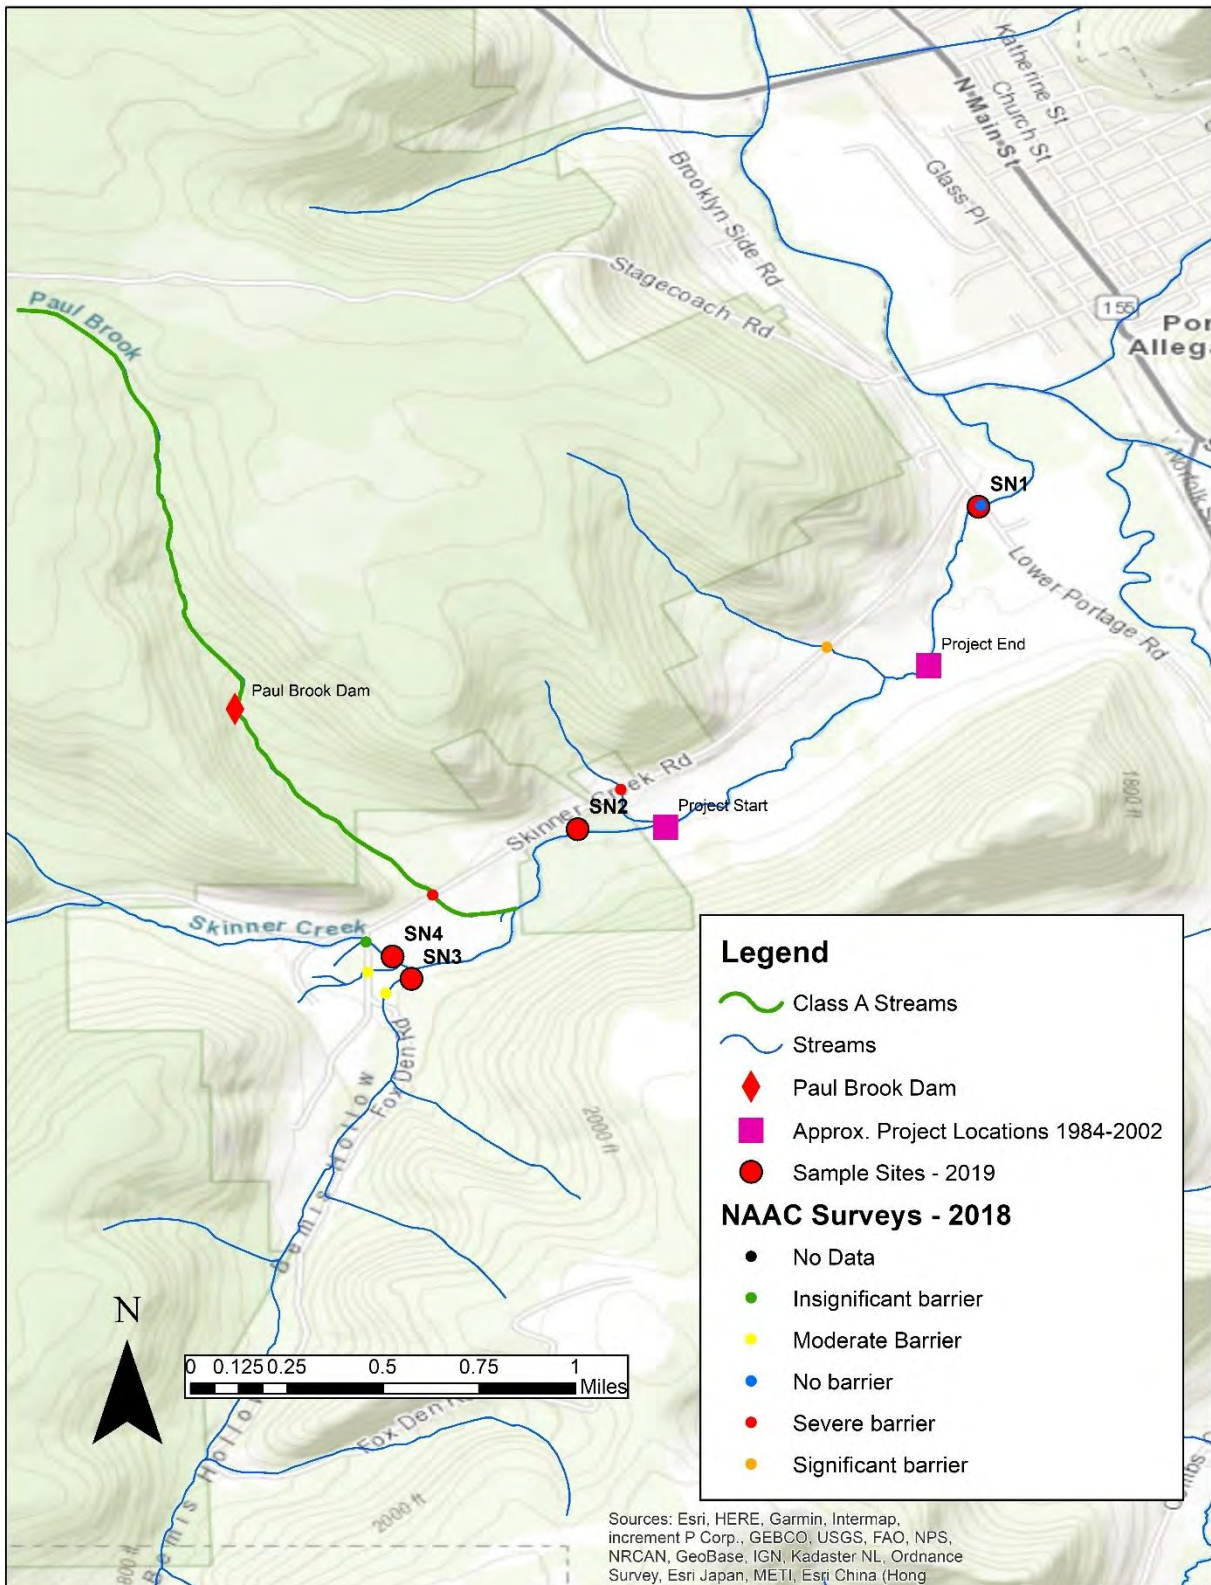 Katherine St
Church St
N Main St
Glass Pl
Brooklyn Side Rd
Stagecoach Rd
155
Por
Allega
Paul Brook
SN1
Lower Portage Rd
Project End
Paul Brook Dam
1800 ft
Skinner Creek Rd
SN2
Project Start
Skinner Creek
SN4
SN3
Fox Den Rd
Bemis Hollow
2000 ft
Legend
Class A Streams
Streams
Paul Brook Dam
Approx. Project Locations 1984-2002
Sample Sites - 2019
NAAC Surveys - 2018
No Data
Insignificant barrier
Moderate Barrier
No barrier
Severe barrier
Significant barrier
N
0 0.125 0.25 0.5 0.75 1
Miles
Fox Den
2000 ft
Bemis Hollow
Sources: Esri, HERE, Garmin, Intermap,
increment P Corp., GEBCO, USGS, FAO, NPS,
NRCAN, GeoBase, IGN, Kadaster NL, Ordnance
Survey, Esri Japan, METI, Esri China (Hong